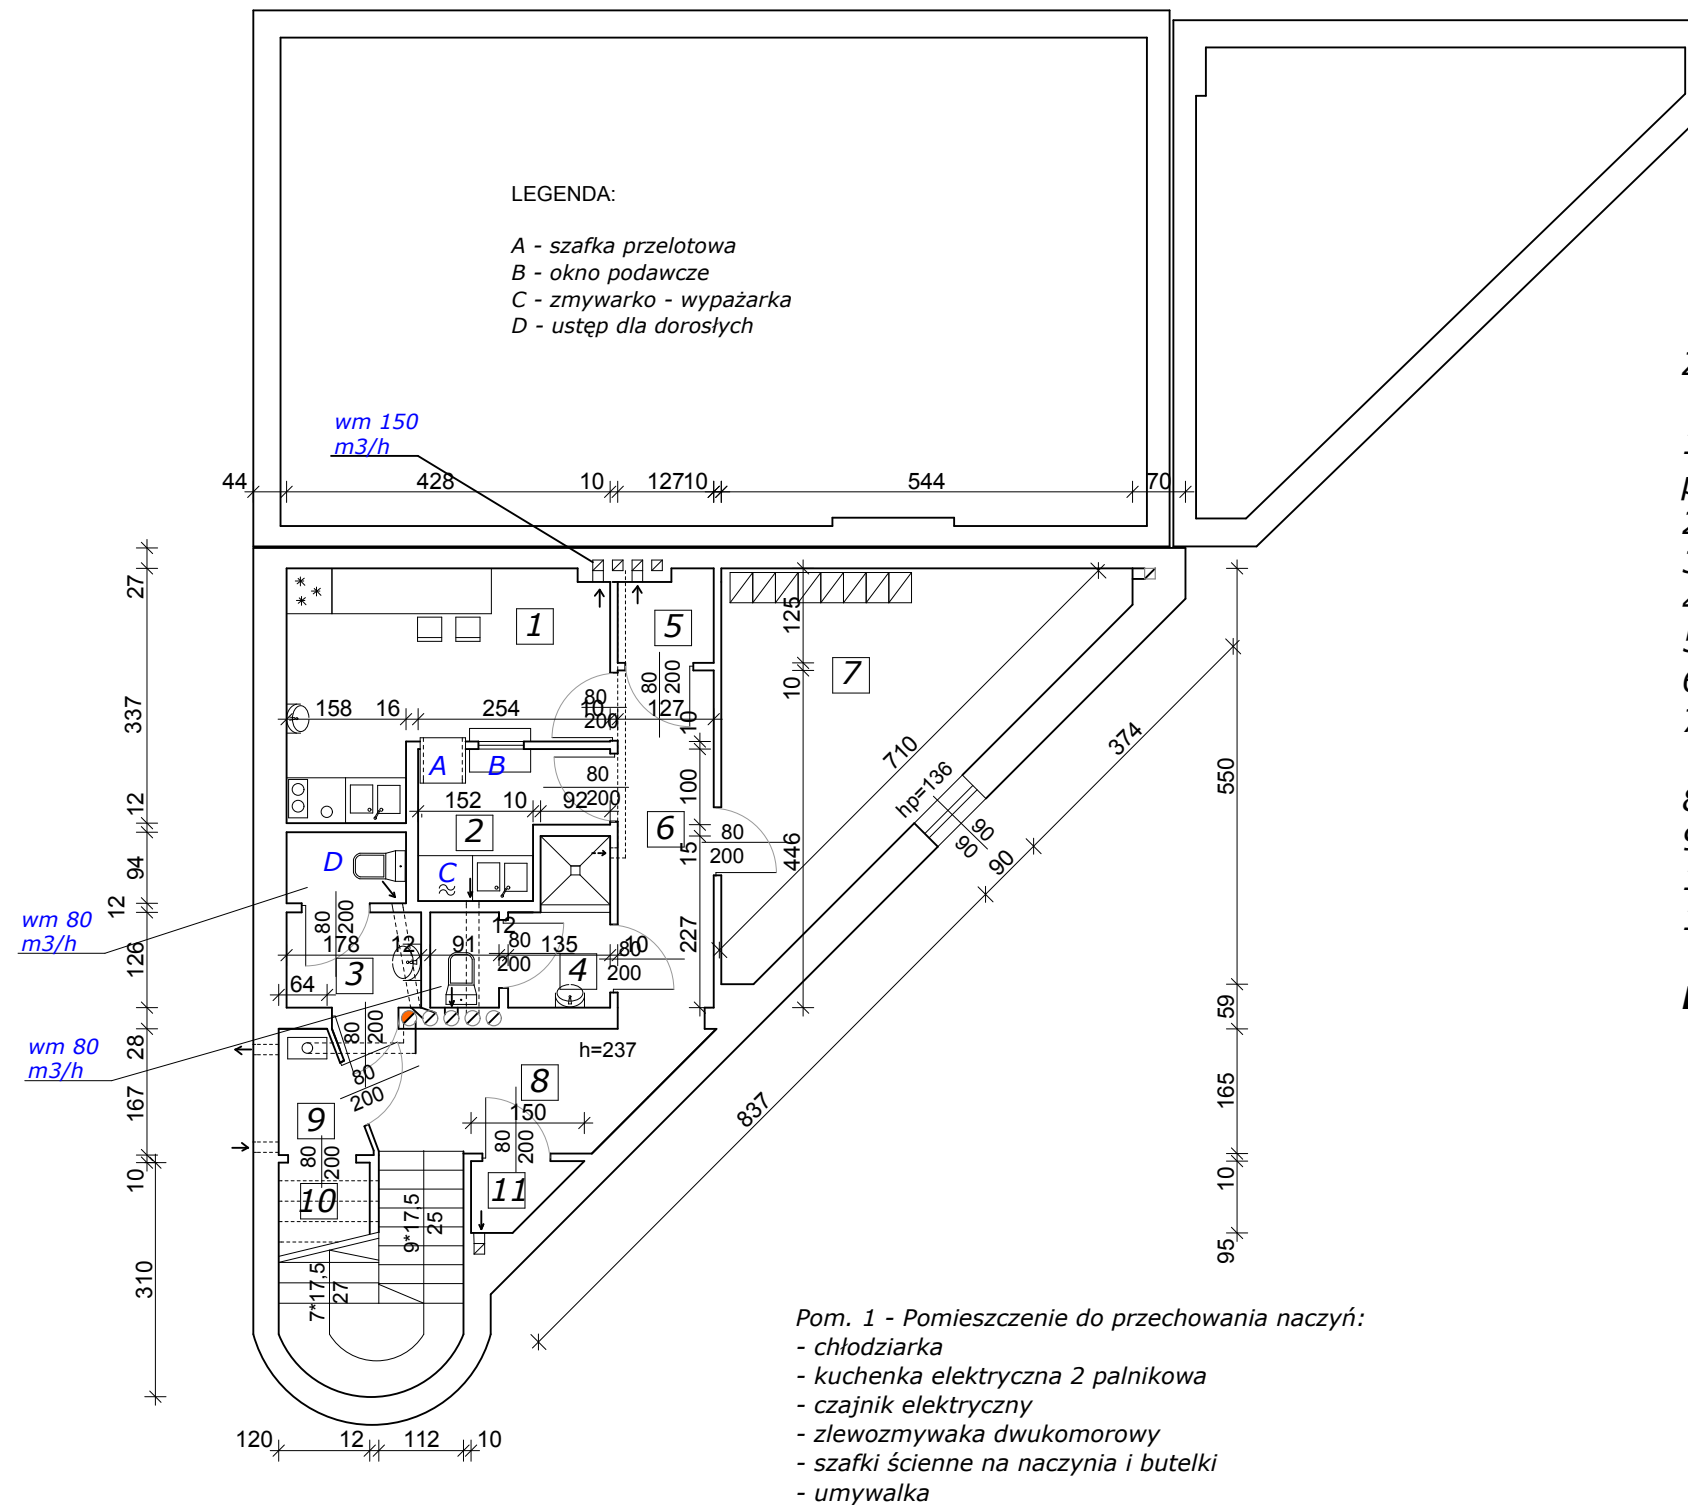 LEGENDA:
A - szafka przelotowa
B - okno podawcze
C - zmywarko - wypażarka
D - ustęp dla dorosłych
wm 150
m3/h
44 428 10 127 10 544 70
27
337
12
94
12
126
28
167
10
310
1
5
7
125
10
80
200
80
200
158 16 254 10 127
10
A
B
80
200
152 10 92
100
2
6
15
80
200
446
710
hp=136
90
90
374
90
550
D
C
wm 80
m3/h
80
200
178 12 91 12 135 10
80
200
80
200
227
64
3
4
59
wm 80
m3/h
80
200
h=237
80
200
8
165
837
9
150
80
200
80
200
10
11
10
9*17,5
25
95
7*17,5
27
120 12 112 10
Pom. 1 - Pomieszczenie do przechowania naczyń:
- chłodziarka
- kuchenka elektryczna 2 palnikowa
- czajnik elektryczny
- zlewozmywaka dwukomorowy
- szafki ścienne na naczynia i butelki
- umywalka